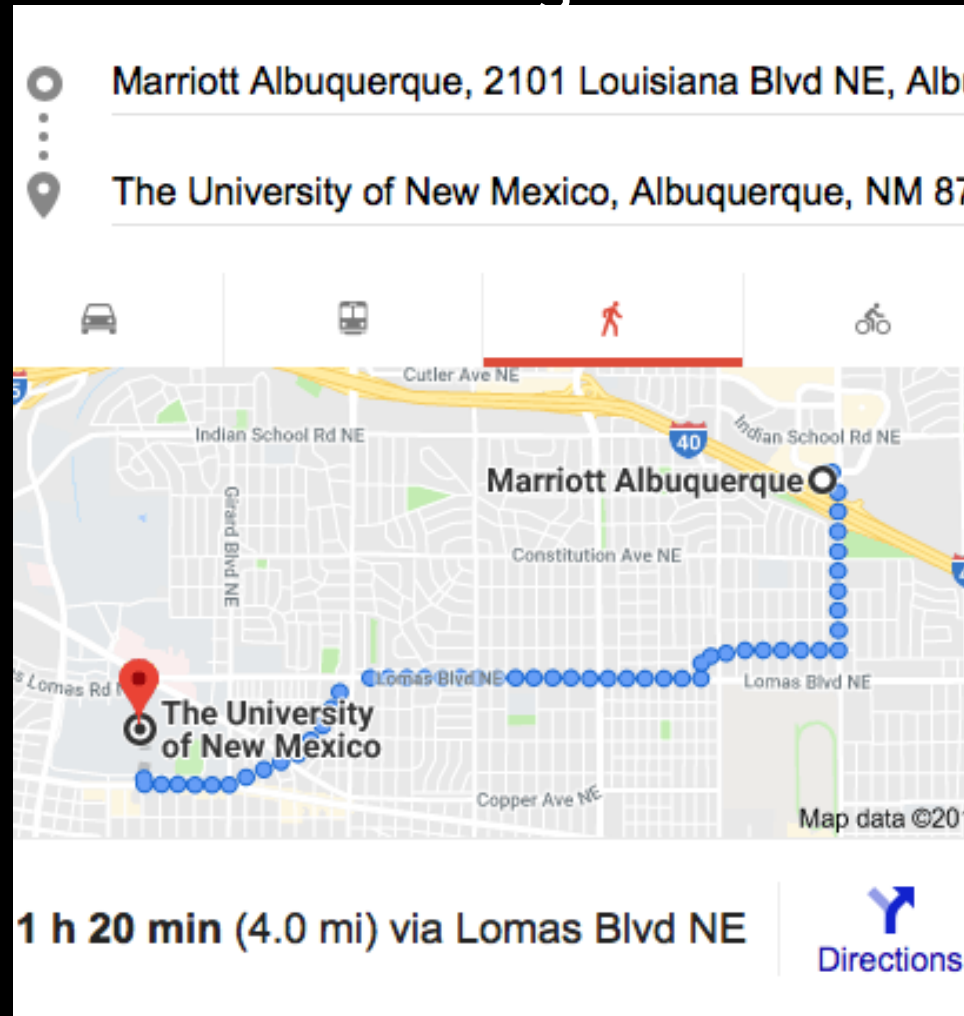 Marriott Albuquerque, 2101 Louisiana Blvd NE, Alb
The University of New Mexico, Albuquerque, NM 87
Cutler Ave NE
5
Indian School Rd NE
40
Indian School Rd NE
Marriott Albuquerque
Girard Blvd NE
Constitution Ave NE
4
Lomas Blvd NE
Lomas Blvd NE
s Lomas Rd N
The University
of New Mexico
Copper Ave NE
Map data ©201
1 h 20 min (4.0 mi) via Lomas Blvd NE
Directions